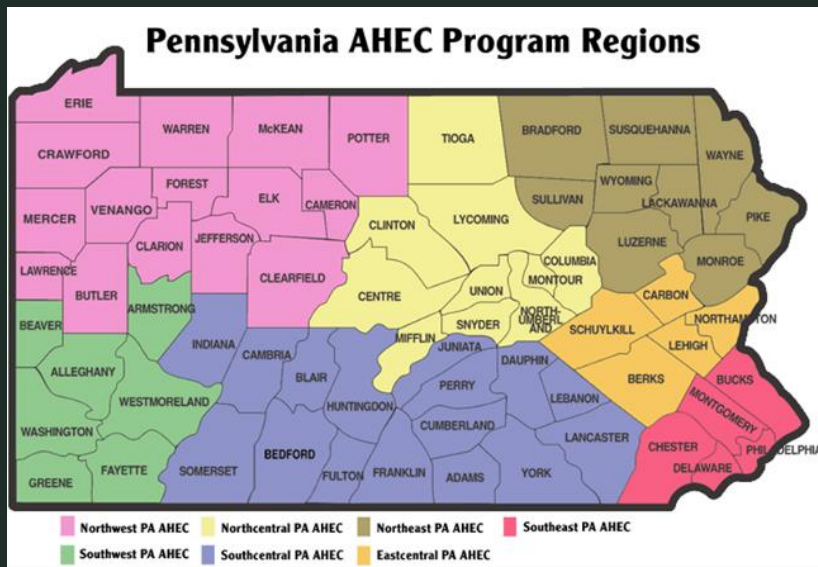 Pennsylvania AHEC Program Regions
ERIE
WARREN
McKEAN
POTTER
TIOGA
BRADFORD
SUSQUEHANNA
WAYNE
CRAWFORD
FOREST
ELK
CAMERON
SULLIVAN
WYOMING
LACKAWANNA
PIKE
MERCER
VENANGO
CLARION
JEFFERSON
CLINTON
LYCOMING
COLUMBIA
LUZERNE
MONROE
LAWRENCE
BUTLER
CLEARFIELD
CENTRE
UNION
MONTOUR
CARBON
NORTHAMPTON
BEAVER
ARMSTRONG
INDIANA
MIFFLIN
SNYDER
NORTH-
UMBERL
AND
SCHUYLKILL
LEHIGH
ALLEGHANY
CAMBRIA
BLAIR
HUNTINGDON
JUNIATA
PERRY
DAUPHIN
LEBANON
BERKS
BUCKS
WESTMORELAND
CUMBERLAND
LANCASTER
MONTGOMERY
WASHINGTON
GREENE
FAYETTE
SOMERSET
BEDFORD
FULTON
FRANKLIN
ADAMS
YORK
CHESTER
DELAWARE
PHILADELPHIA
Northwest PA AHEC
Northcentral PA AHEC
Northeast PA AHEC
Southeast PA AHEC
Southwest PA AHEC
Southcentral PA AHEC
Eastcentral PA AHEC